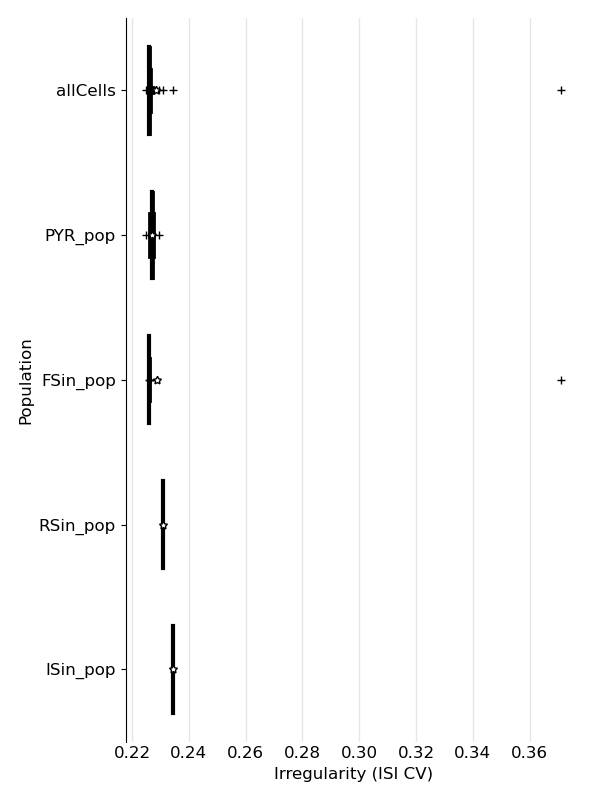 allCells
PYR_pop
FSin_pop
RSin_pop
ISin_pop
Population
0.22 0.24 0.26 0.28 0.30 0.32 0.34 0.36
Irregularity (ISI CV)